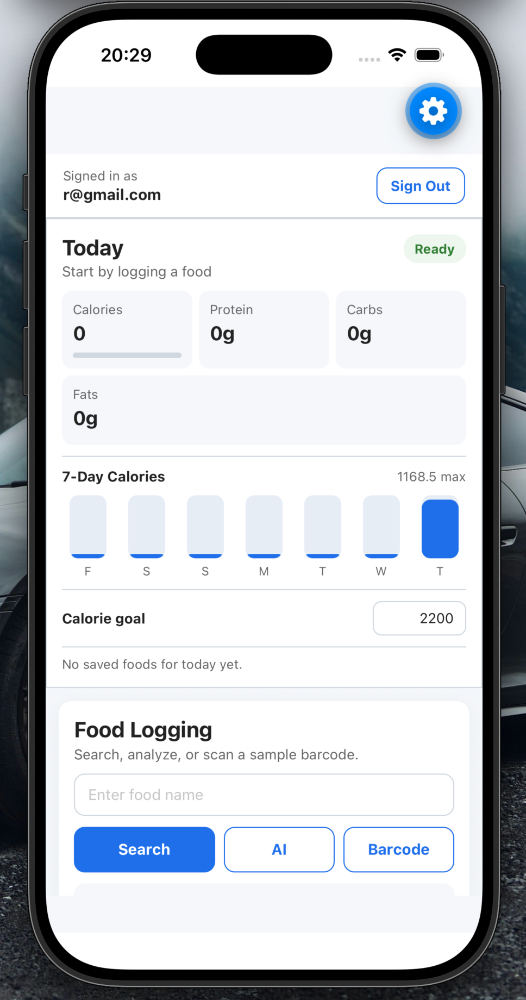 20:29
Signed in as
r@gmail.com
Sign Out
Today
Ready
Start by logging a food
Calories
0
Protein
0g
Carbs
0g
Fats
0g
7-Day Calories
1168.5 max
F S S M T W T
Calorie goal
2200
No saved foods for today yet.
Food Logging
Search, analyze, or scan a sample barcode.
Enter food name
Search
AI
Barcode